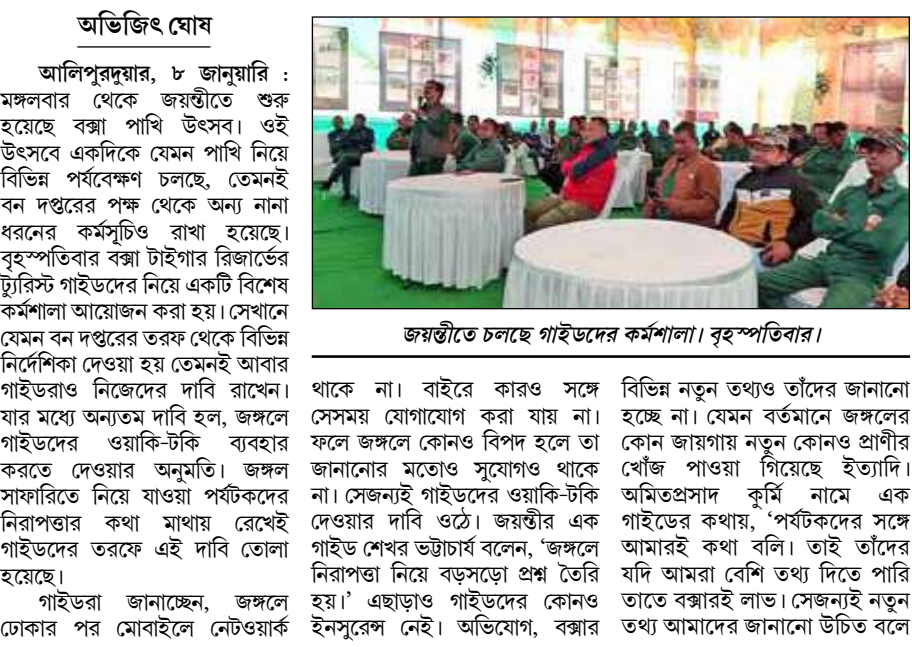 অভিজিৎ ঘোষ
আলিপুরদুয়ার, ৮ জানুয়ারি :
মঙ্গলবার থেকে জয়ন্তীতে শুরু
হয়েছে বক্সা পাখি উৎসব। ওই
উৎসবে একদিকে যেমন পাখি নিয়ে
বিভিন্ন পর্যবেক্ষণ চলছে, তেমনই
বন দপ্তরের পক্ষ থেকে অন্য নানা
ধরনের কর্মসূচিও রাখা হয়েছে।
বৃহস্পতিবার বক্সা টাইগার রিজার্ভের
ট্যুরিস্ট গাইডদের নিয়ে একটি বিশেষ
কর্মশালা আয়োজন করা হয়। সেখানে
যেমন বন দপ্তরের তরফ থেকে বিভিন্ন
নির্দেশিকা দেওয়া হয় তেমনই আবার
গাইডরাও নিজেদের দাবি রাখেন।
যার মধ্যে অন্যতম দাবি হল, জঙ্গলে
গাইডদের ওয়াকি-টকি ব্যবহার
করতে দেওয়ার অনুমতি। জঙ্গল
সাফারিতে নিয়ে যাওয়া পর্যটকদের
নিরাপত্তার কথা মাথায় রেখেই
গাইডদের তরফে এই দাবি তোলা
হয়েছে।
গাইডরা জানাচ্ছেন, জঙ্গলে
ঢোকার পর মোবাইলে নেটওয়ার্ক
জয়ন্তীতে চলছে গাইডদের কর্মশালা। বৃহস্পতিবার।
থাকে না। বাইরে কারও সঙ্গে
সেসময় যোগাযোগ করা যায় না।
ফলে জঙ্গলে কোনও বিপদ হলে তা
জানানোর মতোও সুযোগও থাকে
না। সেজন্যই গাইডদের ওয়াকি-টকি
দেওয়ার দাবি ওঠে। জয়ন্তীর এক
গাইড শেখর ভট্টাচার্য বলেন, ‘জঙ্গলে
নিরাপত্তা নিয়ে বড়সড়ো প্রশ্ন তৈরি
হয়।’ এছাড়াও গাইডদের কোনও
ইনসুরেন্স নেই। অভিযোগ, বক্সার
বিভিন্ন নতুন তথ্যও তাঁদের জানানো
হচ্ছে না। যেমন বর্তমানে জঙ্গলের
কোন জায়গায় নতুন কোনও প্রাণীর
খোঁজ পাওয়া গিয়েছে ইত্যাদি।
অমিতপ্রসাদ কুর্মি নামে এক
গাইডের কথায়, ‘পর্যটকদের সঙ্গে
আমারই কথা বলি। তাই তাঁদের
যদি আমরা বেশি তথ্য দিতে পারি
তাতে বক্সারই লাভ। সেজন্যই নতুন
তথ্য আমাদের জানানো উচিত বলে